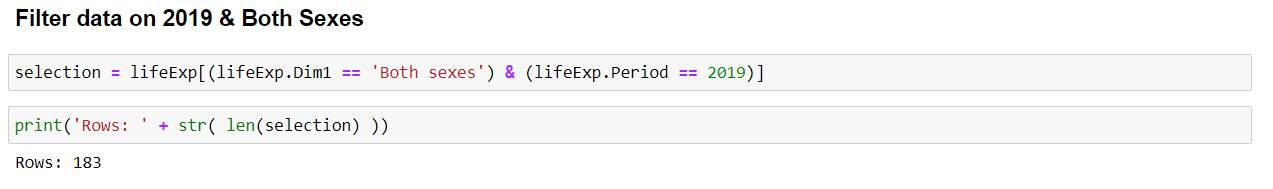 Filter data on 2019 & Both Sexes
selection = lifeExp[(lifeExp.Dim1 == 'Both sexes') & (lifeExp.Period == 2019)]
print('Rows: ' + str( len(selection) ))
Rows: 183